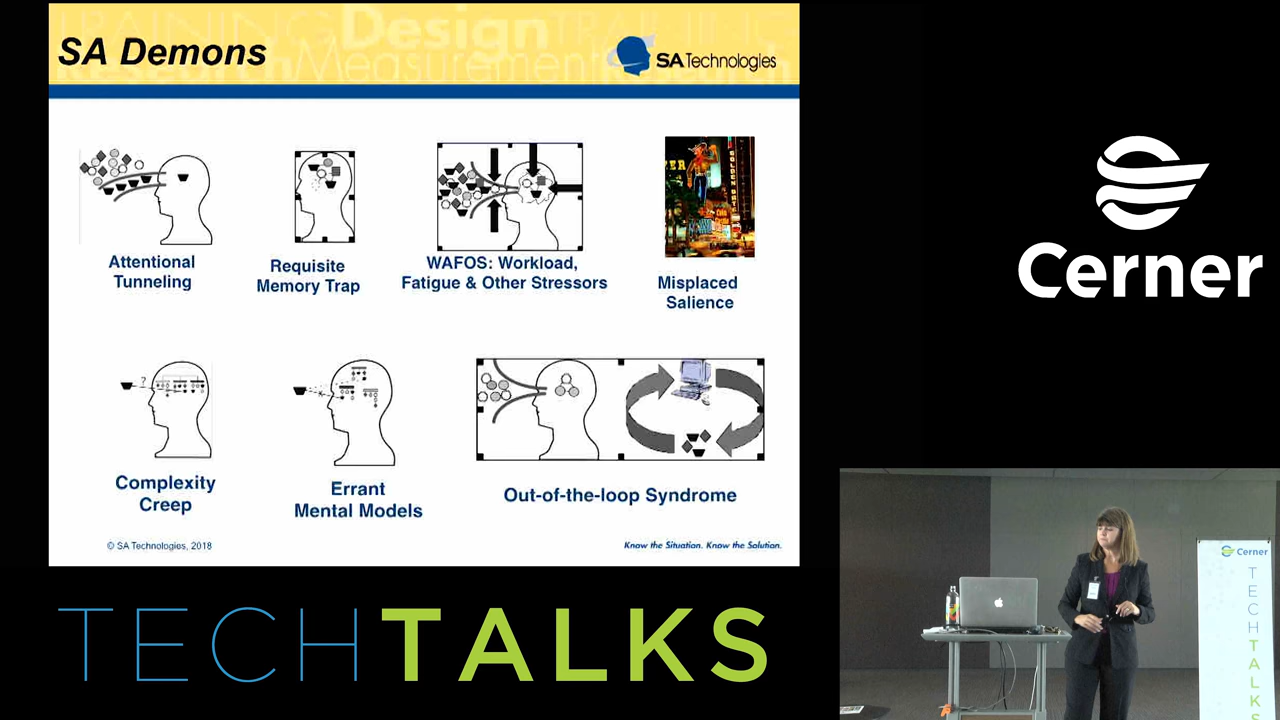 SA Demons
SA Technologies
Attentional
Tunneling
Requisite
Memory Trap
WAFOS: Workload,
Fatigue & Other Stressors
Misplaced
Salience
?
Complexity
Creep
Errant
Mental Models
Out-of-the-loop Syndrome
© SA Technologies, 2018
Know the Situation. Know the Solution.
Cerner
TECHTALKS
Cerner
TECHTALKS